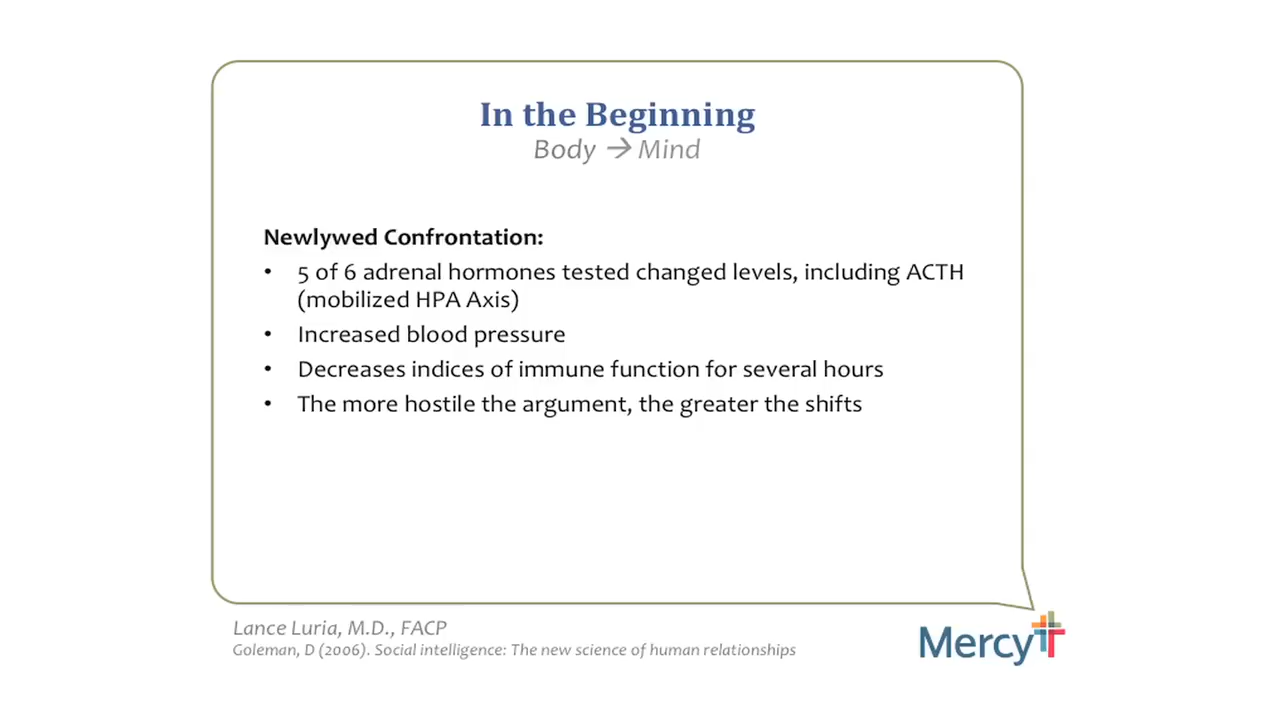 In the Beginning
Body → Mind
Newlywed Confrontation:
• 5 of 6 adrenal hormones tested changed levels, including ACTH
(mobilized HPA Axis)
• Increased blood pressure
• Decreases indices of immune function for several hours
• The more hostile the argument, the greater the shifts
Lance Luria, M.D., FACP
Goleman, D (2006). Social intelligence: The new science of human relationships
Mercy